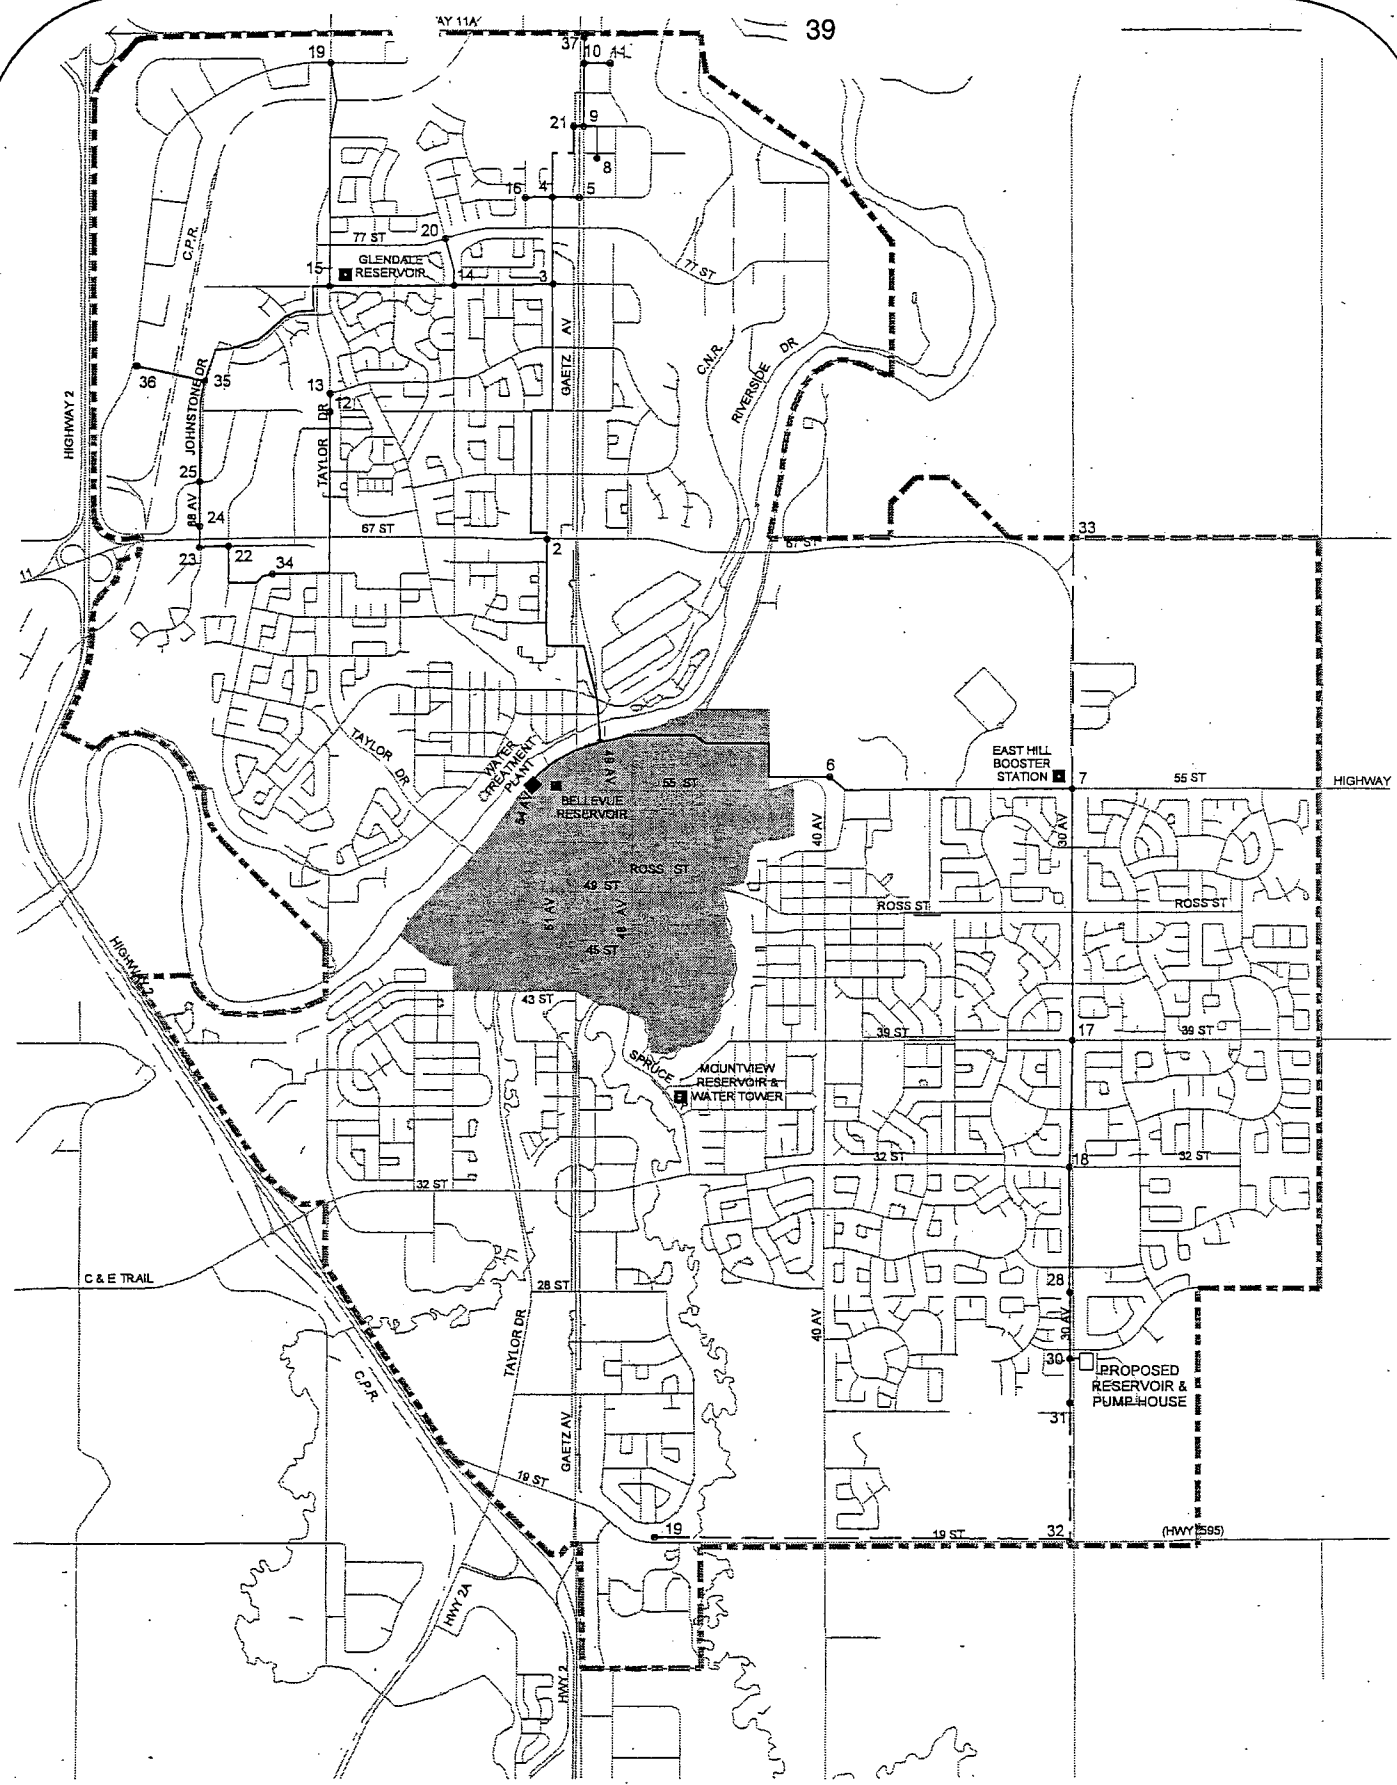 AY 11A
39
19
37
10
11
21
9
8
16
4
5
C.P.R.
20
77 ST
GLENDALE
RESERVOIR
15
14
3
77 ST
GAETZ AV
C.N.R.
RIVERSIDE DR
36
35
JOHNSTONE DR
13
12
TAYLOR DR
HIGHWAY 2
25
68 AV
24
67 ST
23
22
2
67 ST
33
11
34
TAYLOR DR
WATER
TREATMENT
PLANT
54 AV
BELLEVUE
RESERVOIR
55 ST
6
EAST HILL
BOOSTER
STATION
7
55 ST
HIGHWAY
40 AV
30 AV
ROSS ST
49 ST
51 AV
48 AV
45 ST
ROSS ST
ROSS ST
HIGHWAY 2
43 ST
39 ST
17
39 ST
SPRUCE
MOUNTVIEW
RESERVOIR &
WATER TOWER
32 ST
18
32 ST
32 ST
C & E TRAIL
28 ST
28
30 AV
TAYLOR DR
40 AV
C.P.R.
30
PROPOSED
RESERVOIR &
PUMP HOUSE
31
GAETZ AV
19 ST
19
19 ST
32
(HWY 595)
HWY 2A
HWY 2